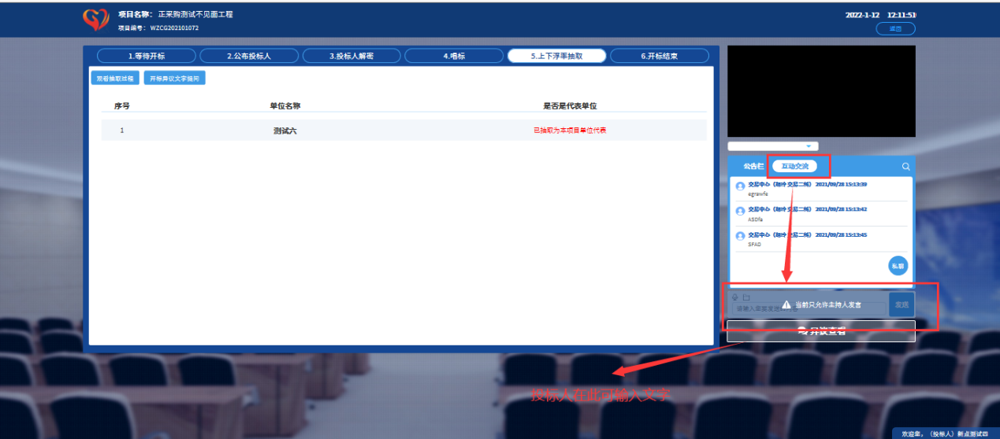 项目名称： 正采购测试不见面工程
项目编号： WZCG202101072
2022-1-12 12:11:51
返回
1.等待开标
2.公布投标人
3.投标人解密
4.唱标
5.上下浮率抽取
6.开标结束
观看抽取过程
开标异议文字提问
序号
单位名称
是否是代表单位
1
测试六
已抽取为本项目单位代表
公告栏
互动交流
交易中心 2021/09/28 15:13:39
egrawfe
交易中心 2021/09/28 15:13:42
ASDfa
交易中心 2021/09/28 15:13:45
SFAD
私聊
当前只允许主持人发言
请输入您要发送
发送
异议查看
投标人在此可输入文字
欢迎您，（投标人）新点测试四